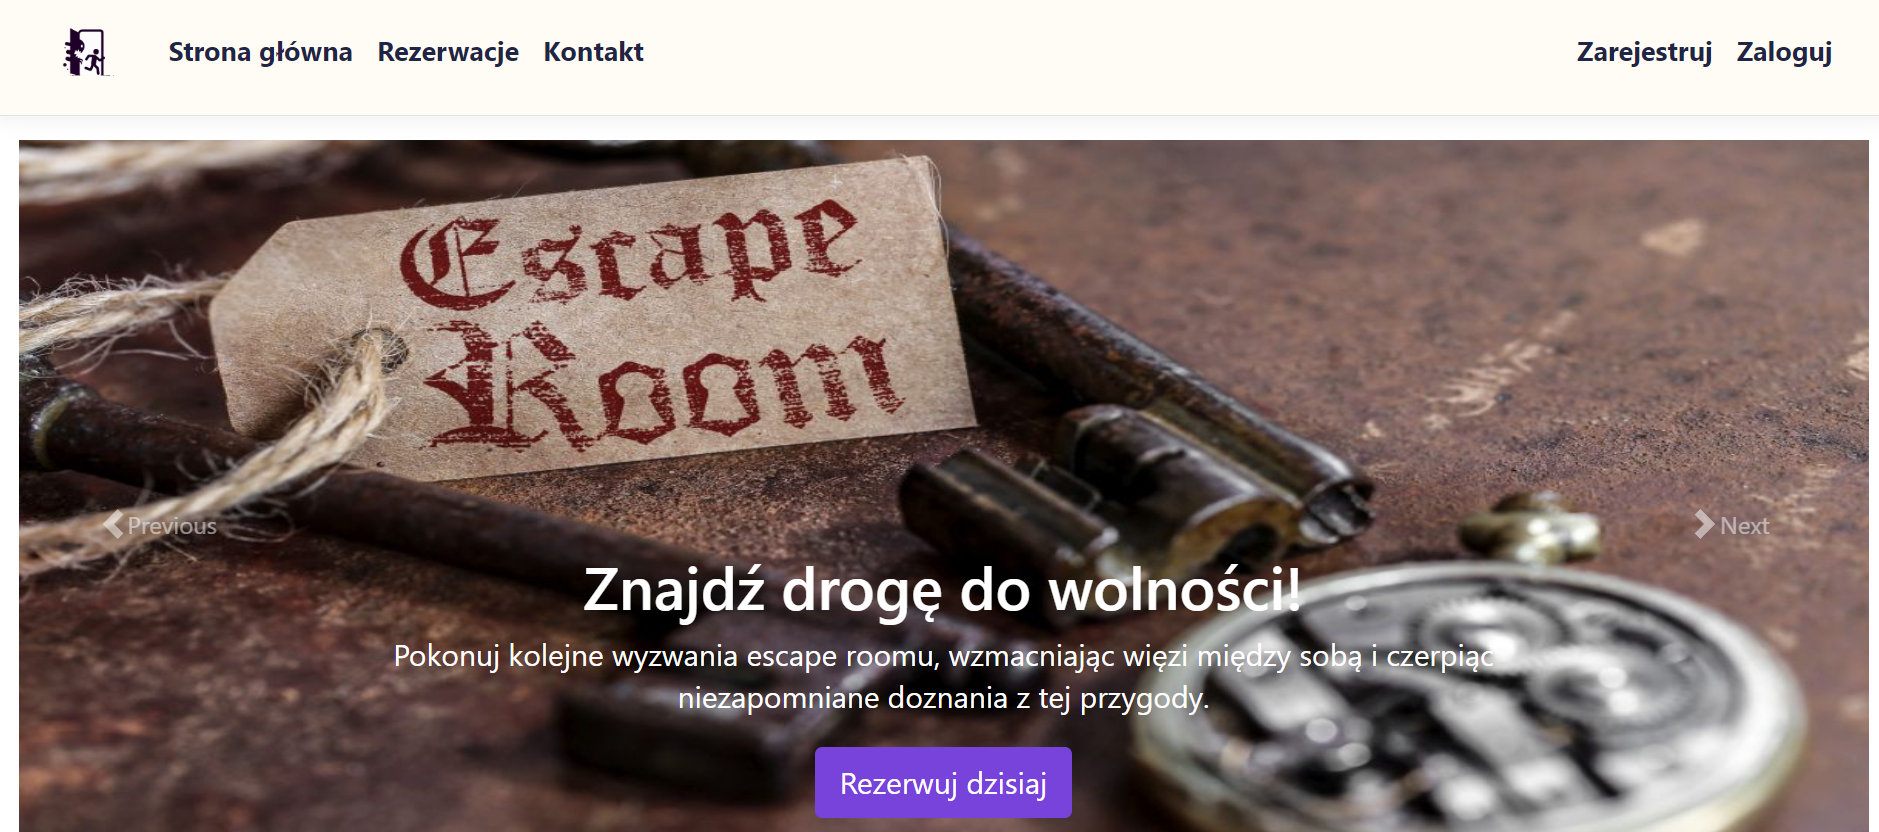 Strona główna Rezerwacje Kontakt Zarejestruj Zaloguj
Escape
Room
Previous
Next
Znajdź drogę do wolności!
Pokonuj kolejne wyzwania escape roomu, wzmacniając więzi między sobą i czerpiąc
niezapomniane doznania z tej przygody.
Rezerwuj dzisiaj